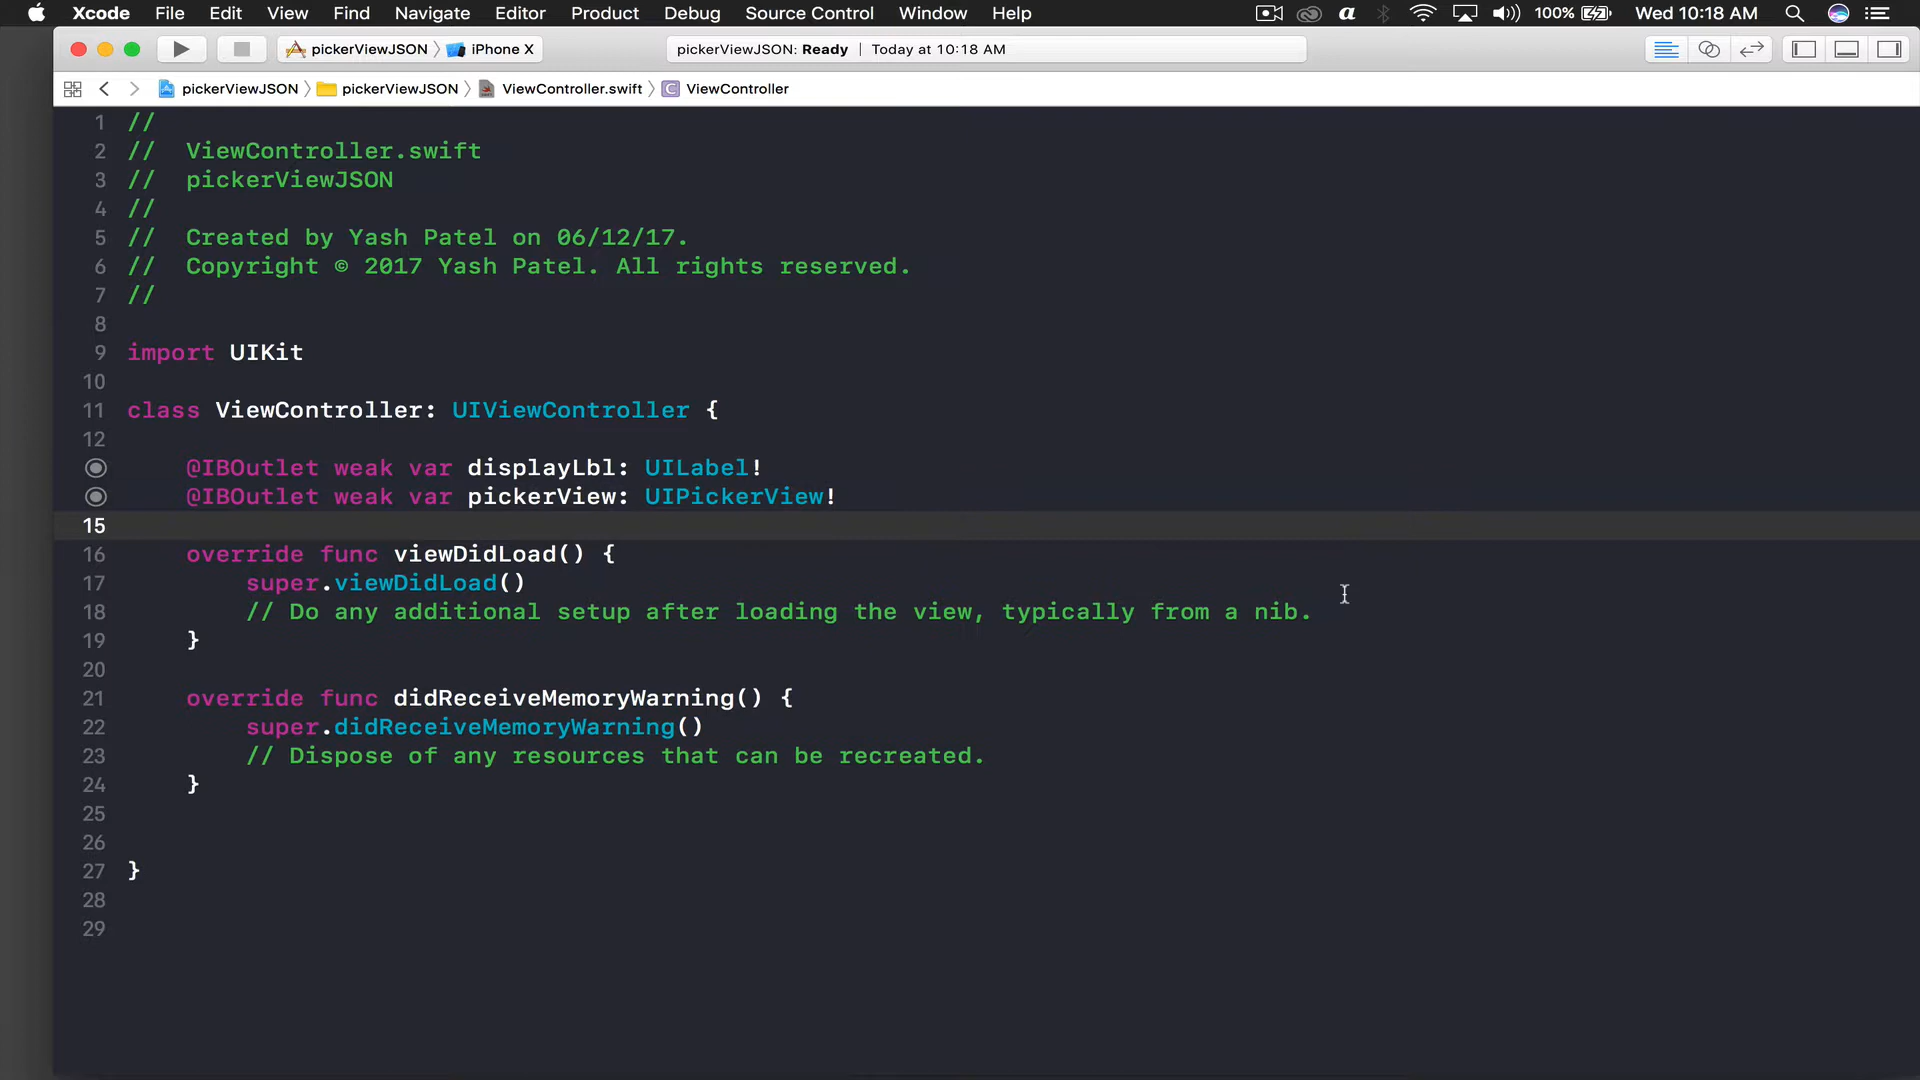 Xcode File Edit View Find Navigate Editor Product Debug Source Control Window Help 100% Wed 10:18 AM
pickerViewJSON iPhone X pickerViewJSON: Ready | Today at 10:18 AM
pickerViewJSON pickerViewJSON ViewController.swift C ViewController
1 //
2 // ViewController.swift
3 // pickerViewJSON
4 //
5 // Created by Yash Patel on 06/12/17.
6 // Copyright © 2017 Yash Patel. All rights reserved.
7 //
8
9 import UIKit
10
11 class ViewController: UIViewController {
12
@IBOutlet weak var displayLbl: UILabel!
@IBOutlet weak var pickerView: UIPickerView!
15
16 override func viewDidLoad() {
17 super.viewDidLoad()
18 // Do any additional setup after loading the view, typically from a nib.
19 }
20
21 override func didReceiveMemoryWarning() {
22 super.didReceiveMemoryWarning()
23 // Dispose of any resources that can be recreated.
24 }
25
26
27 }
28
29